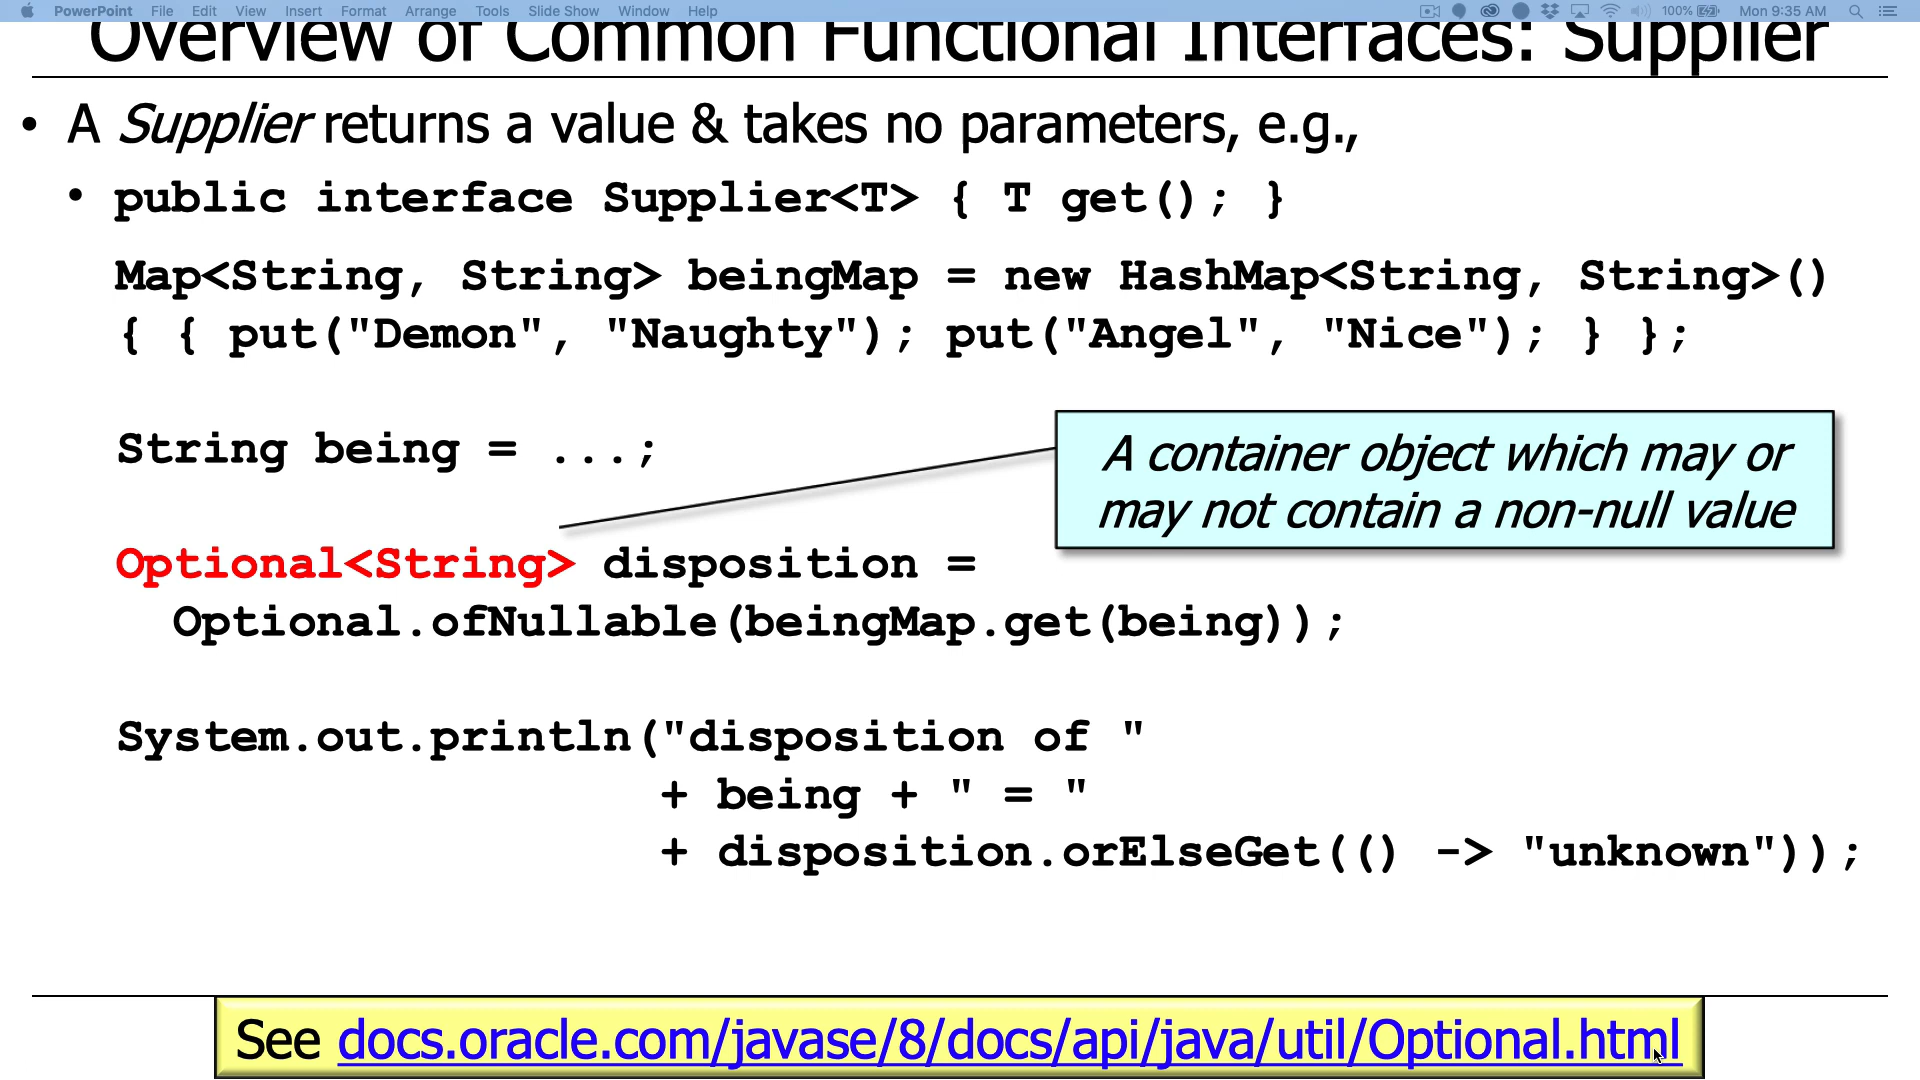 PowerPoint File Edit View Insert Format Arrange Tools Slide Show Window Help 100% Mon 9:35 AM
Overview of Common Functional Interfaces: Supplier
• A Supplier returns a value & takes no parameters, e.g.,
• public interface Supplier<T> { T get(); }
Map<String, String> beingMap = new HashMap<String, String>()
{ { put("Demon", "Naughty"); put("Angel", "Nice"); } };
String being = ...;
A container object which may or
may not contain a non-null value
Optional<String> disposition =
Optional.ofNullable(beingMap.get(being));
System.out.println("disposition of "
+ being + " = "
+ disposition.orElseGet(() -> "unknown"));
See docs.oracle.com/javase/8/docs/api/java/util/Optional.html